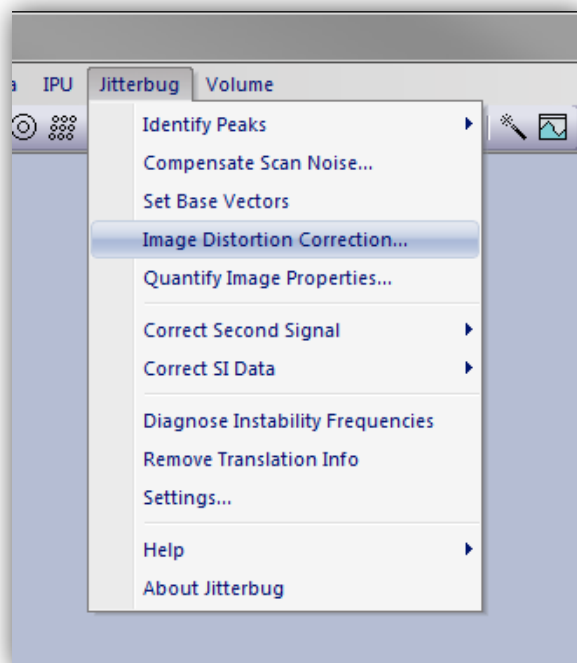 IPU Jitterbug Volume
Identify Peaks
Compensate Scan Noise...
Set Base Vectors
Image Distortion Correction...
Quantify Image Properties...
Correct Second Signal
Correct SI Data
Diagnose Instability Frequencies
Remove Translation Info
Settings...
Help
About Jitterbug